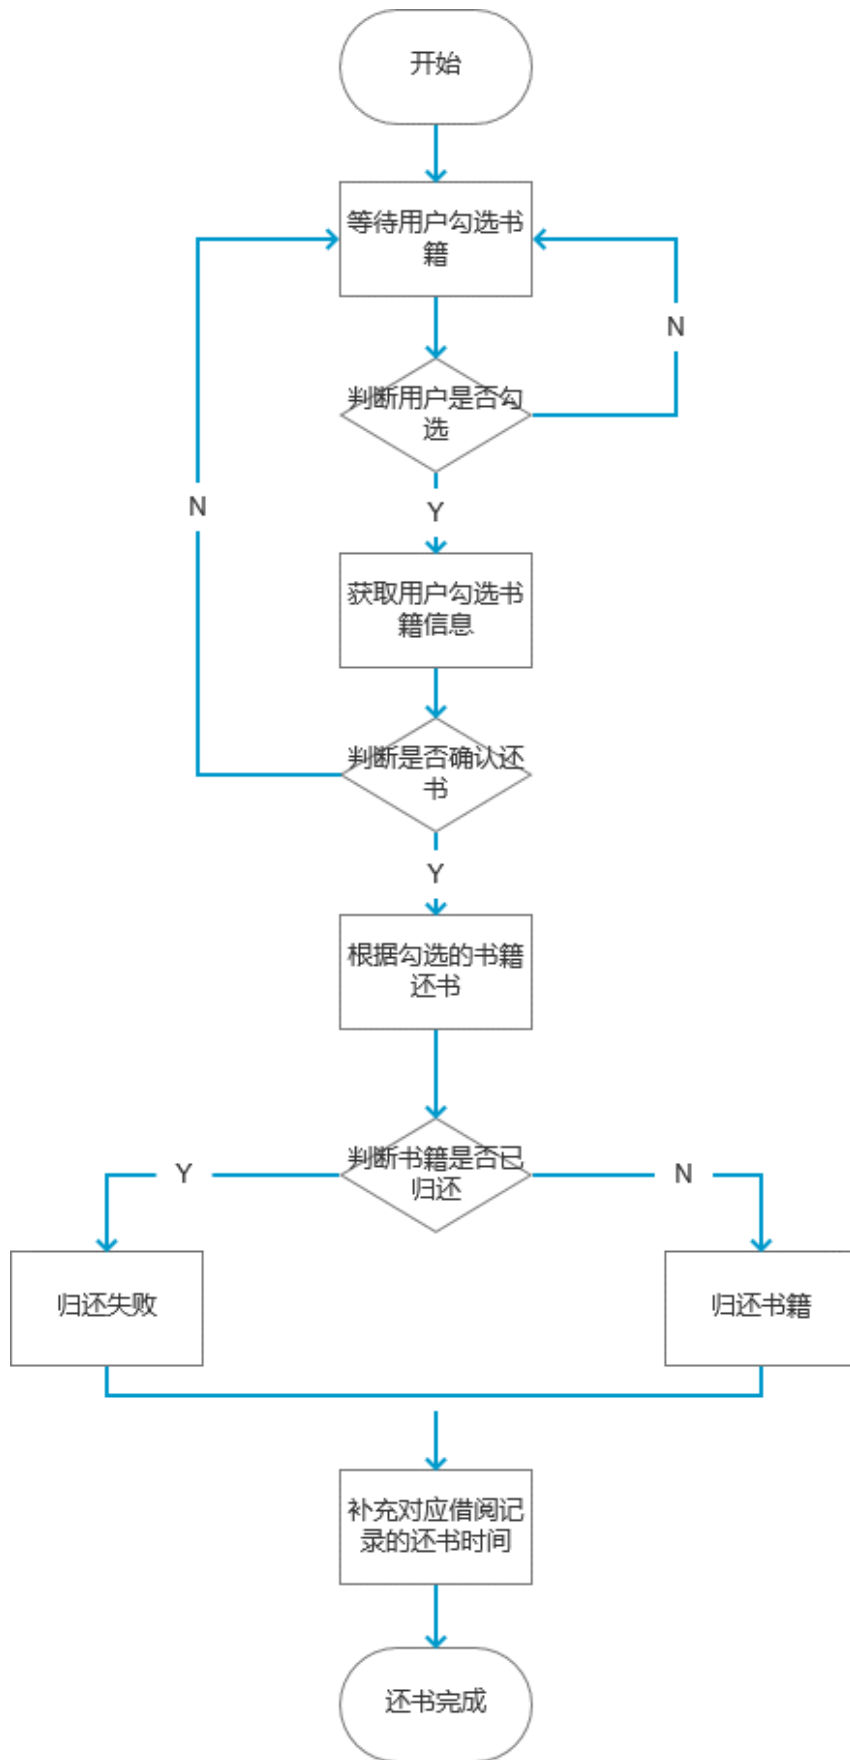 开始
等待用户勾选书
籍
N
判断用户是否勾
选
N
Y
获取用户勾选书
籍信息
判断是否确认还
书
Y
根据勾选的书籍
还书
判断书籍是否已
归还
Y
N
归还失败
归还书籍
补充对应借阅记
录的还书时间
还书完成